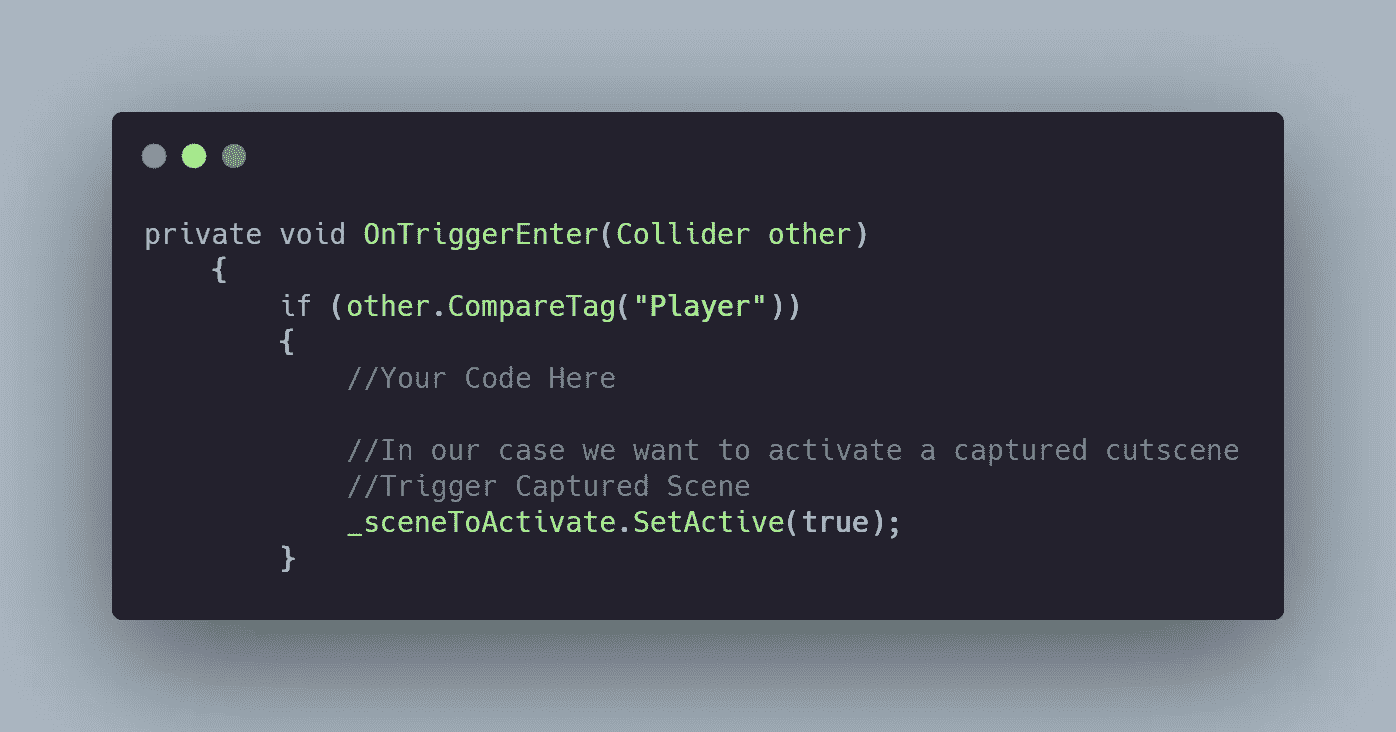 private void OnTriggerEnter(Collider other)
    {
        if (other.CompareTag("Player"))
        {
            //Your Code Here

            //In our case we want to activate a captured cutscene
            //Trigger Captured Scene
            _sceneToActivate.SetActive(true);
        }